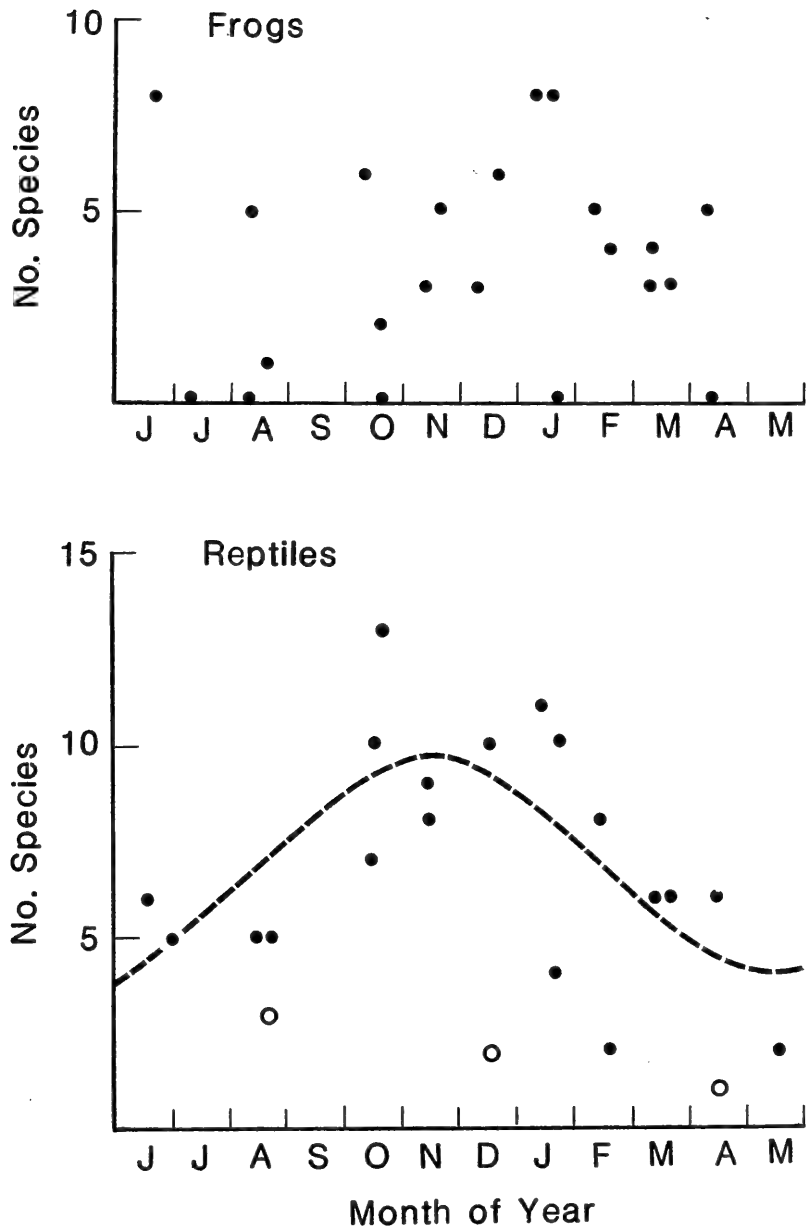 Frogs
10
5
No. Species
J J A S O N D J F M A M
Reptiles
15
10
5
No. Species
J J A S O N D J F M A M
Month of Year